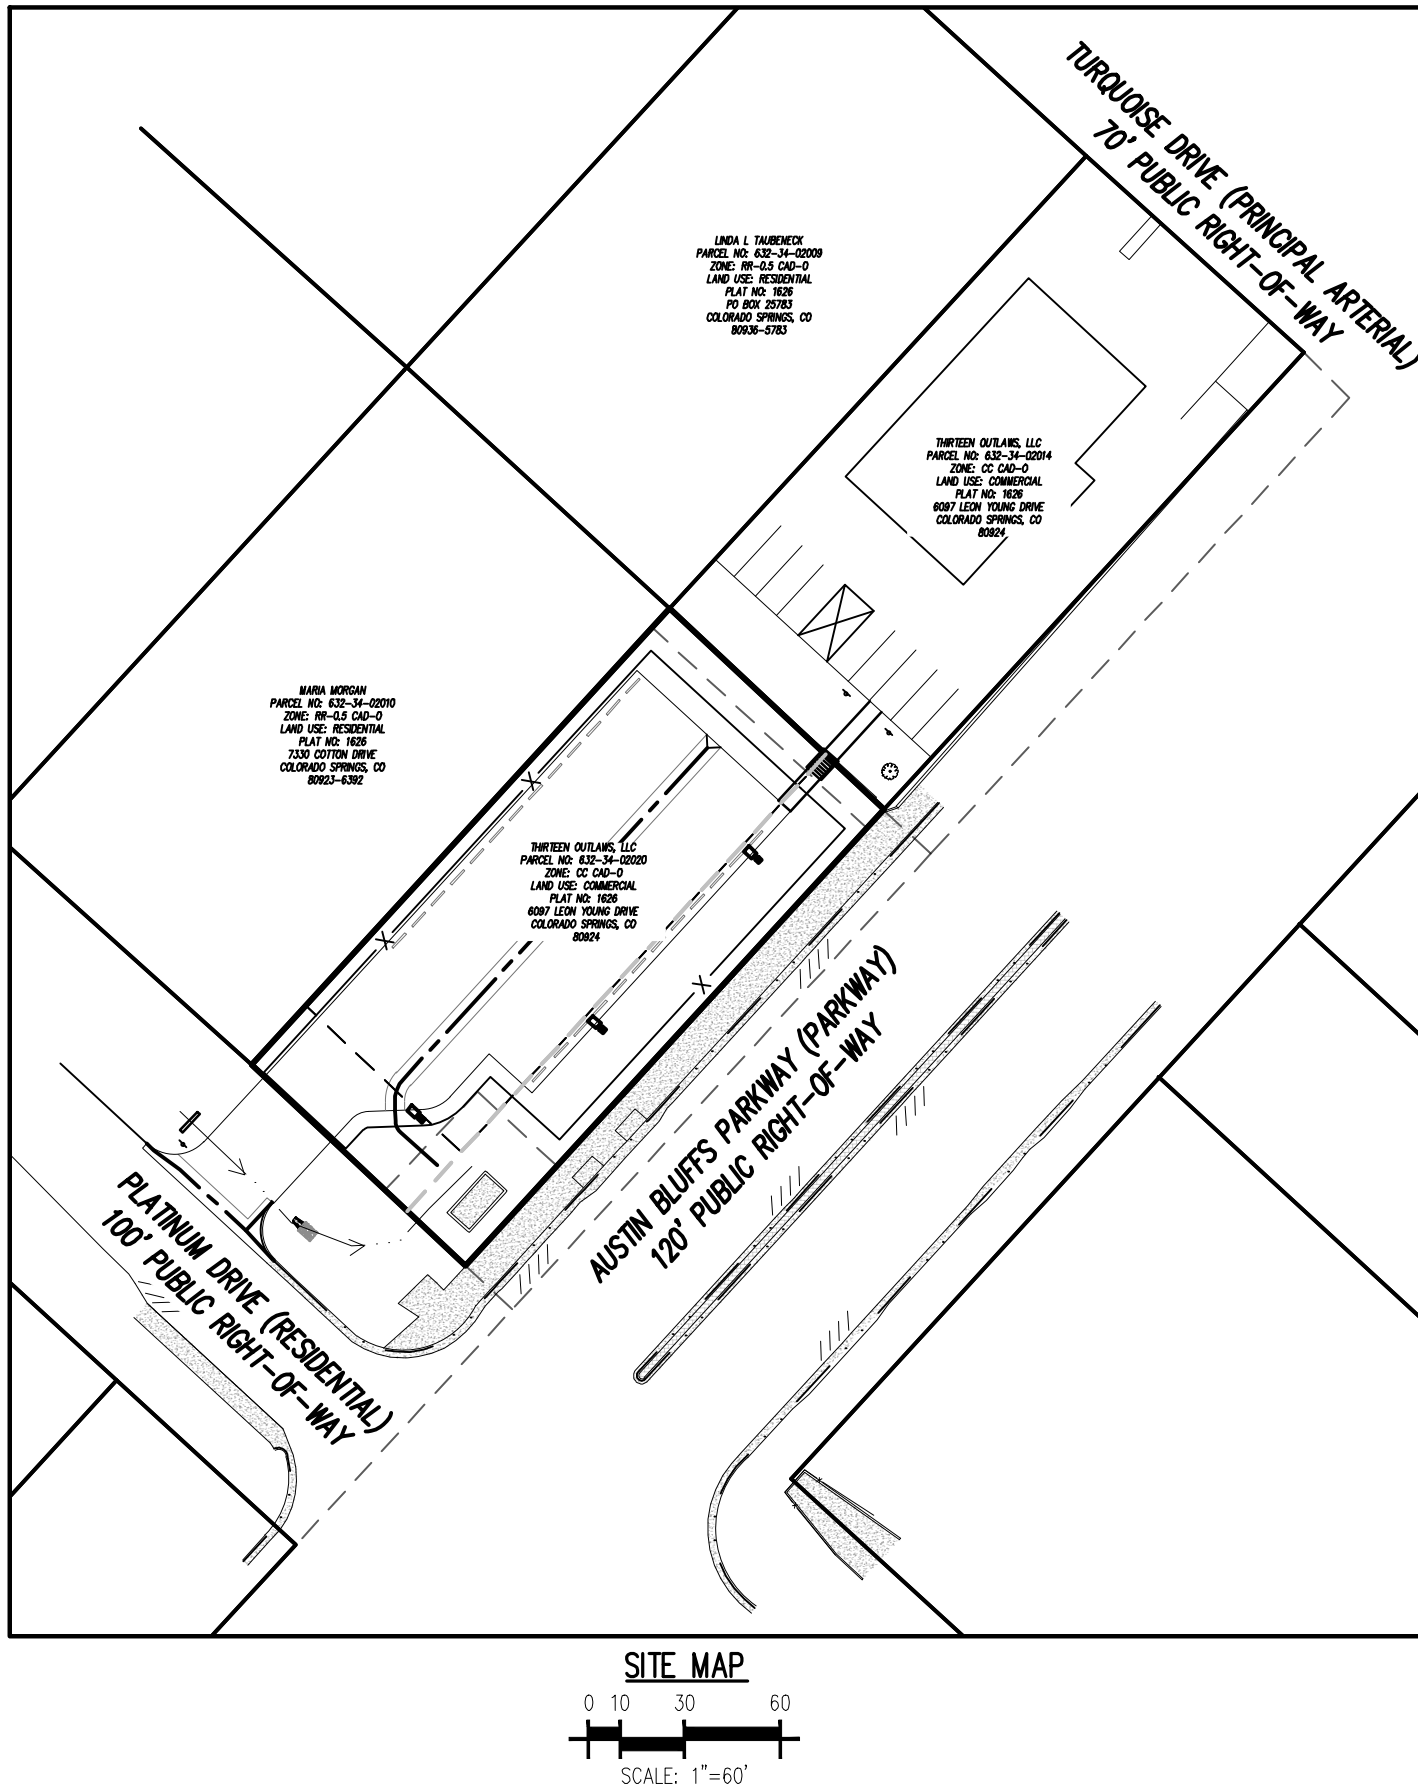 TURQUOISE DRIVE (PRINCIPAL ARTERIAL)
70' PUBLIC RIGHT-OF-WAY
LINDA L TAUBENECK
PARCEL NO: 632-34-02009
ZONE: RR-0.5 CAD-O
LAND USE: RESIDENTIAL
PLAT NO: 1626
PO BOX 25783
COLORADO SPRINGS, CO
80936-5783
THIRTEEN OUTLAWS, LLC
PARCEL NO: 632-34-02014
ZONE: CC CAD-O
LAND USE: COMMERCIAL
PLAT NO: 1626
6097 LEON YOUNG DRIVE
COLORADO SPRINGS, CO
80924
MARIA MORGAN
PARCEL NO: 632-34-02010
ZONE: RR-0.5 CAD-O
LAND USE: RESIDENTIAL
PLAT NO: 1626
7330 COTTON DRIVE
COLORADO SPRINGS, CO
80923-6392
THIRTEEN OUTLAWS, LLC
PARCEL NO: 632-34-02020
ZONE: CC CAD-O
LAND USE: COMMERCIAL
PLAT NO: 1626
6097 LEON YOUNG DRIVE
COLORADO SPRINGS, CO
80924
AUSTIN BLUFFS PARKWAY (PARKWAY)
120' PUBLIC RIGHT-OF-WAY
PLATINUM DRIVE (RESIDENTIAL)
100' PUBLIC RIGHT-OF-WAY
SITE MAP
0 10 30 60
SCALE: 1"=60'